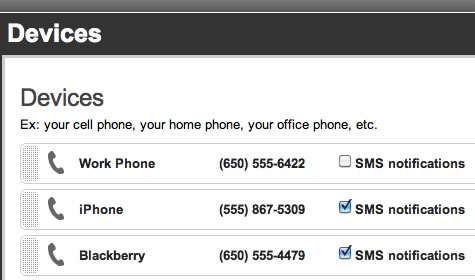 Devices
Devices
Ex: your cell phone, your home phone, your office phone, etc.
Work Phone (650) 555-6422 SMS notifications
iPhone (555) 867-5309 SMS notifications
Blackberry (650) 555-4479 SMS notifications